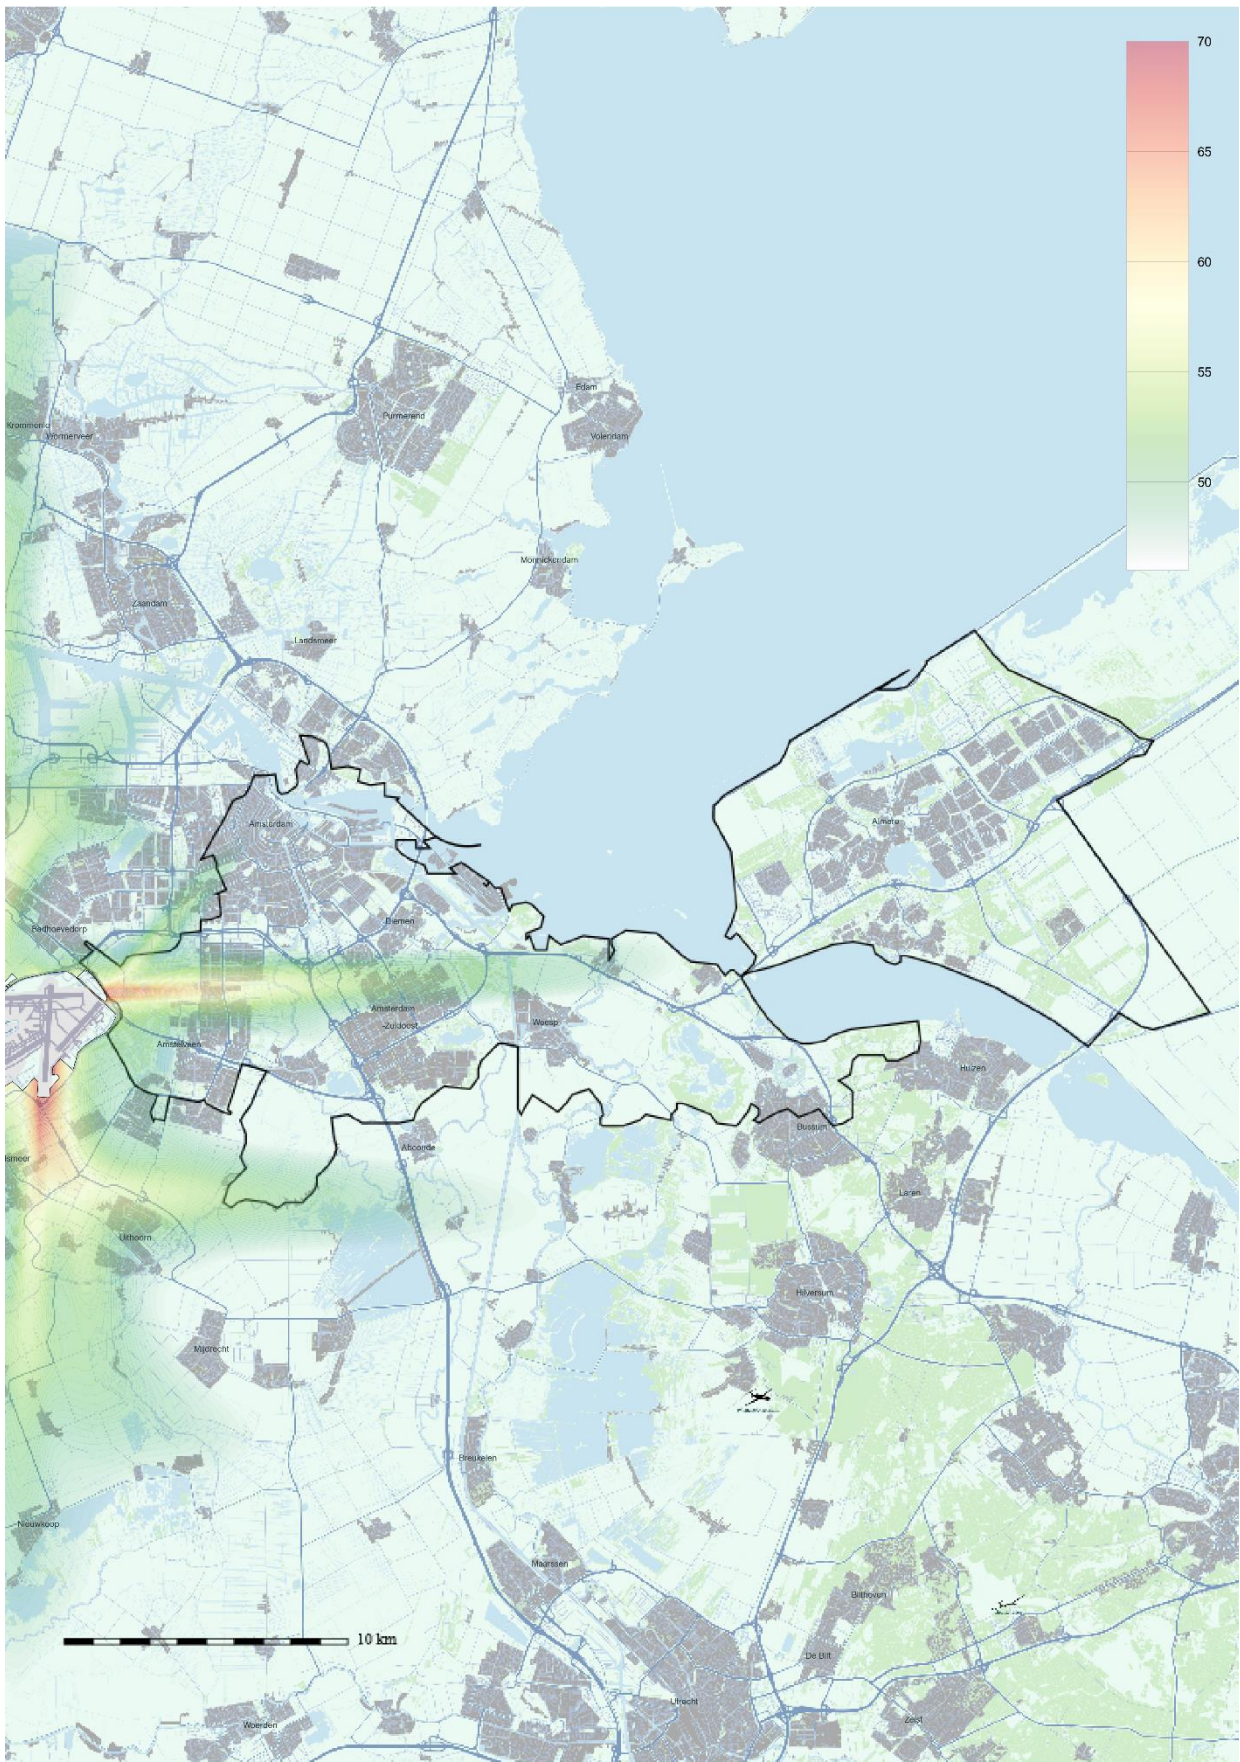 70
65
60
55
50
Edam
Purmerend
Krommenie
Wormerveer
Volendam
Monnickendam
Zaandam
Landsmeer
Amsterdam
Almere
Diemen
Badhoevedorp
Amsterdam
-Zuidoost
Weesp
Amstelveen
Huizen
Bussum
Abcoude
lsmeer
Laren
Uithoorn
Hilversum
Mijdrecht
Breukelen
Nieuwkoop
Maarssen
Bilthoven
10 km
De Bilt
Utrecht
Zeist
Woerden